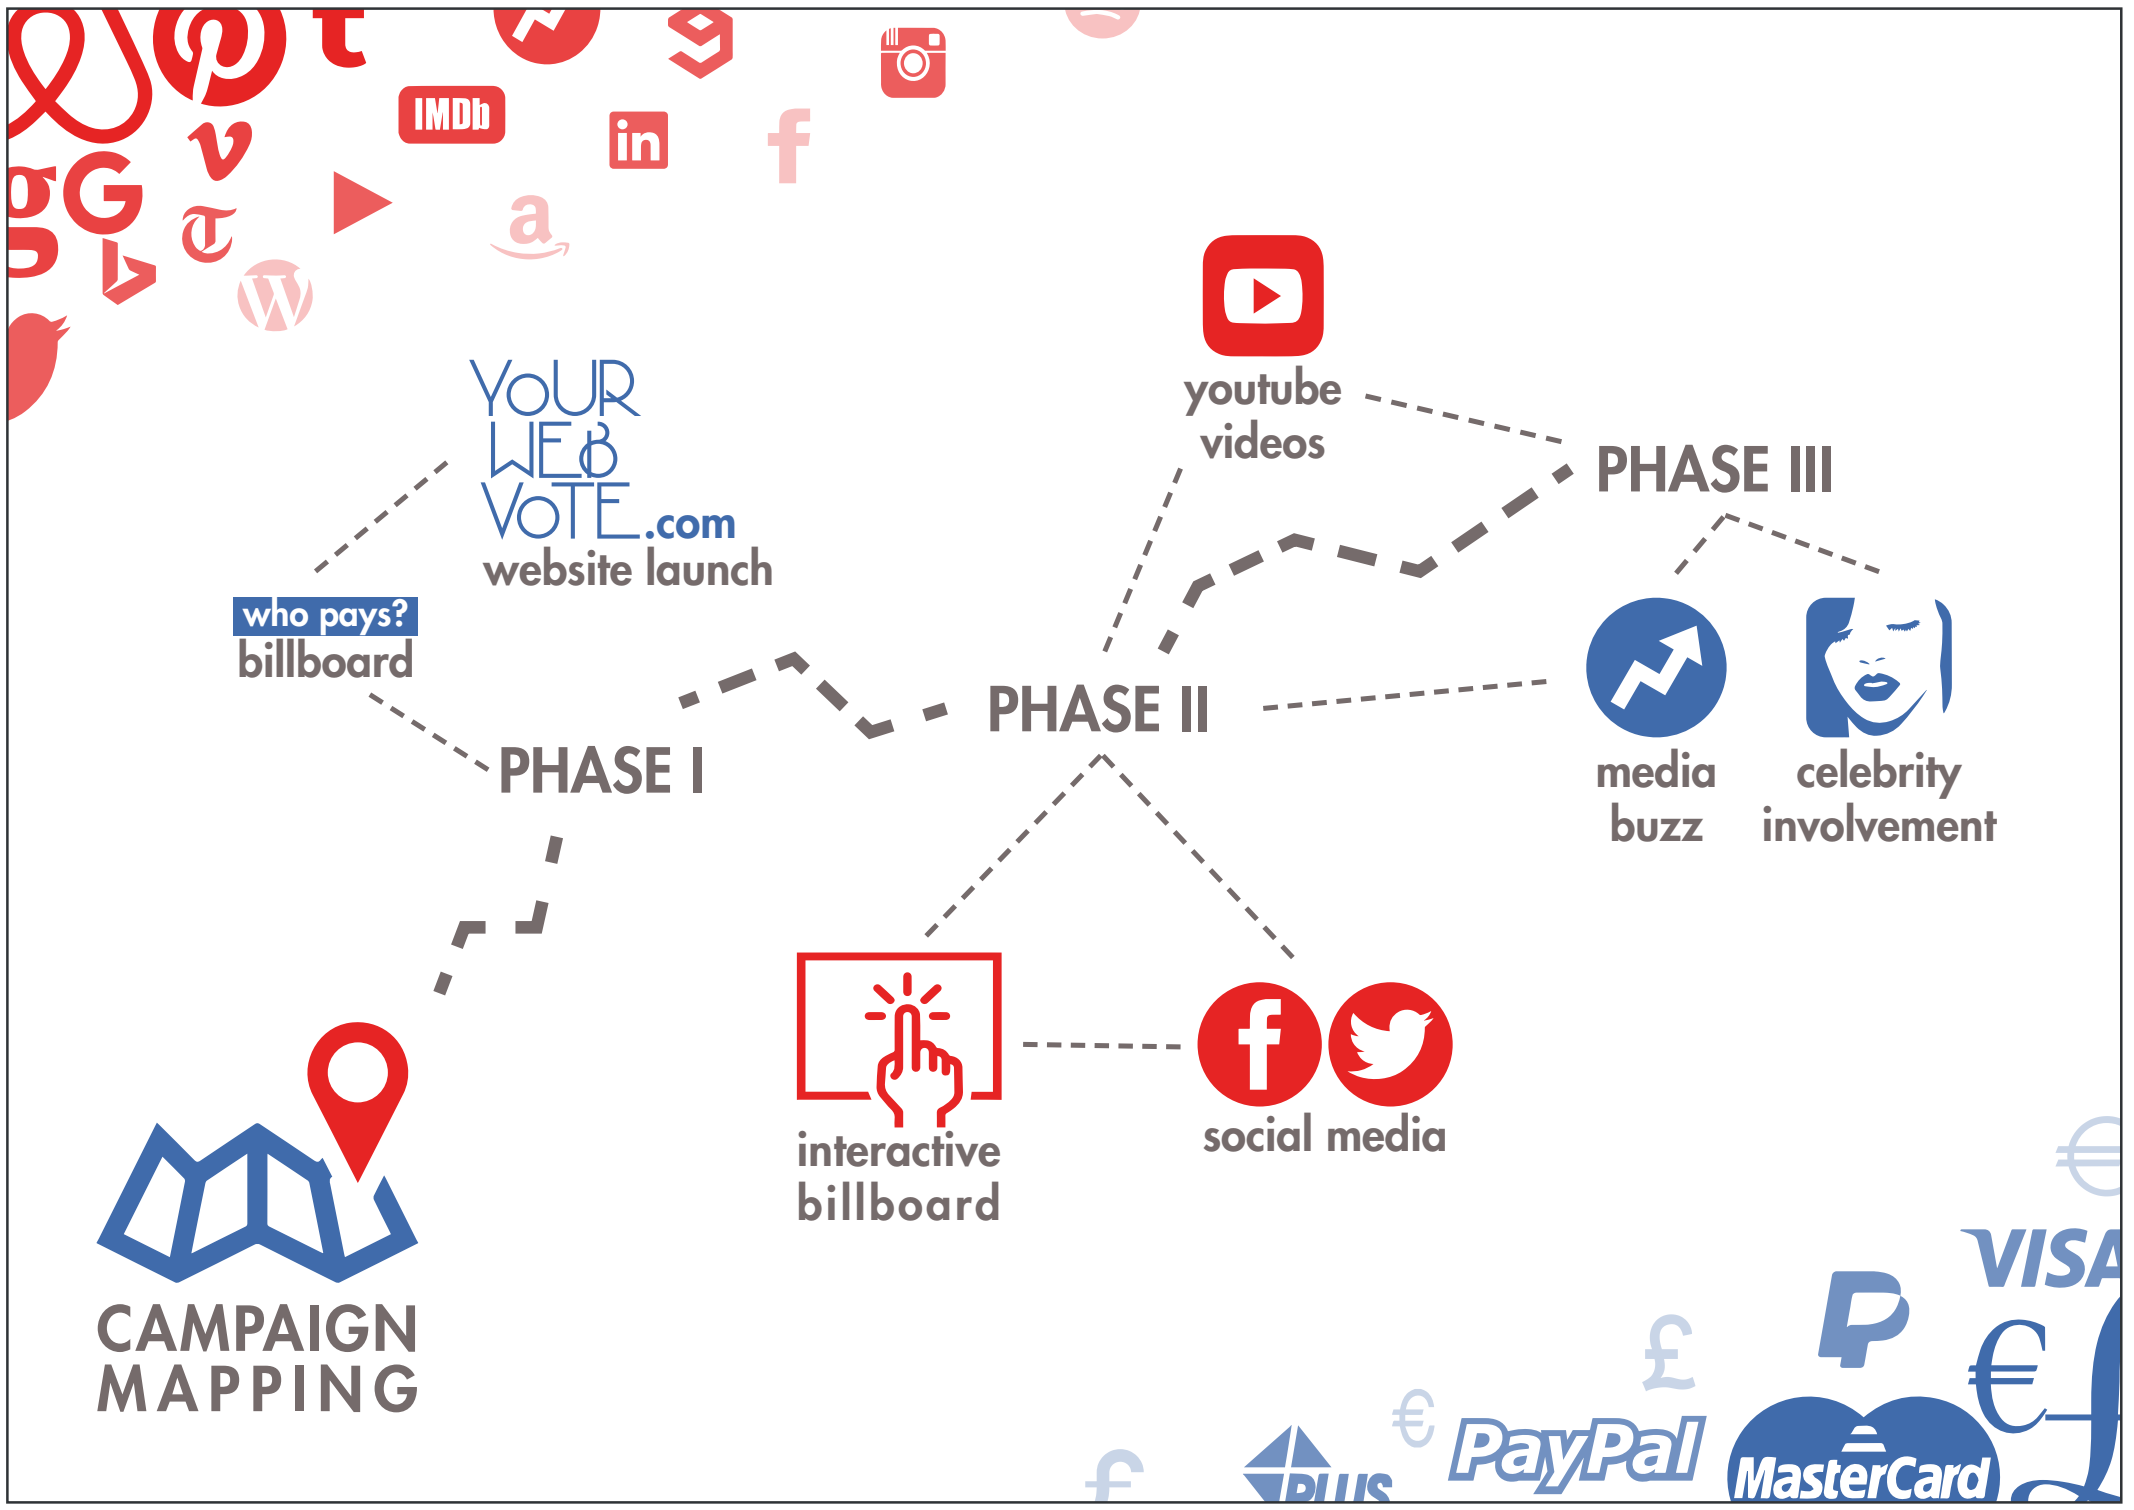 IMDb
in
YOUR
WEB
VOTE.com
website launch
who pays?
billboard
PHASE I
PHASE II
youtube
videos
PHASE III
media
buzz
celebrity
involvement
interactive
billboard
social media
CAMPAIGN
MAPPING
VISA
PayPal
MasterCard
PLUS